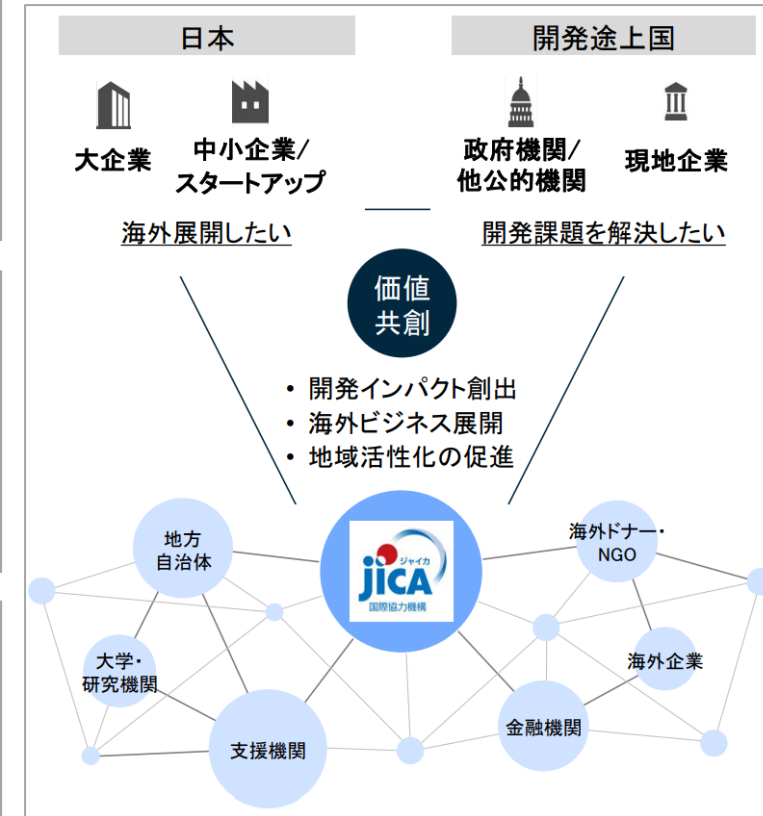 日本
開発途上国
大企業
中小企業/
スタートアップ
政府機関/
他公的機関
現地企業
海外展開したい
開発課題を解決したい
価値
共創
• 開発インパクト創出
• 海外ビジネス展開
• 地域活性化の促進
地方
自治体
ジャイカ
jICA
国際協力機構
海外ドナー・
NGO
大学・
研究機関
海外企業
支援機関
金融機関